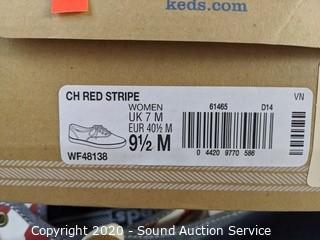 keds.com
CH RED STRIPE
WOMEN
UK 7 M
EUR 40½ M
9½ M
WF48138
61465 D14
0 4420 9770 586
VN
Copyright 2020 - Sound Auction Service